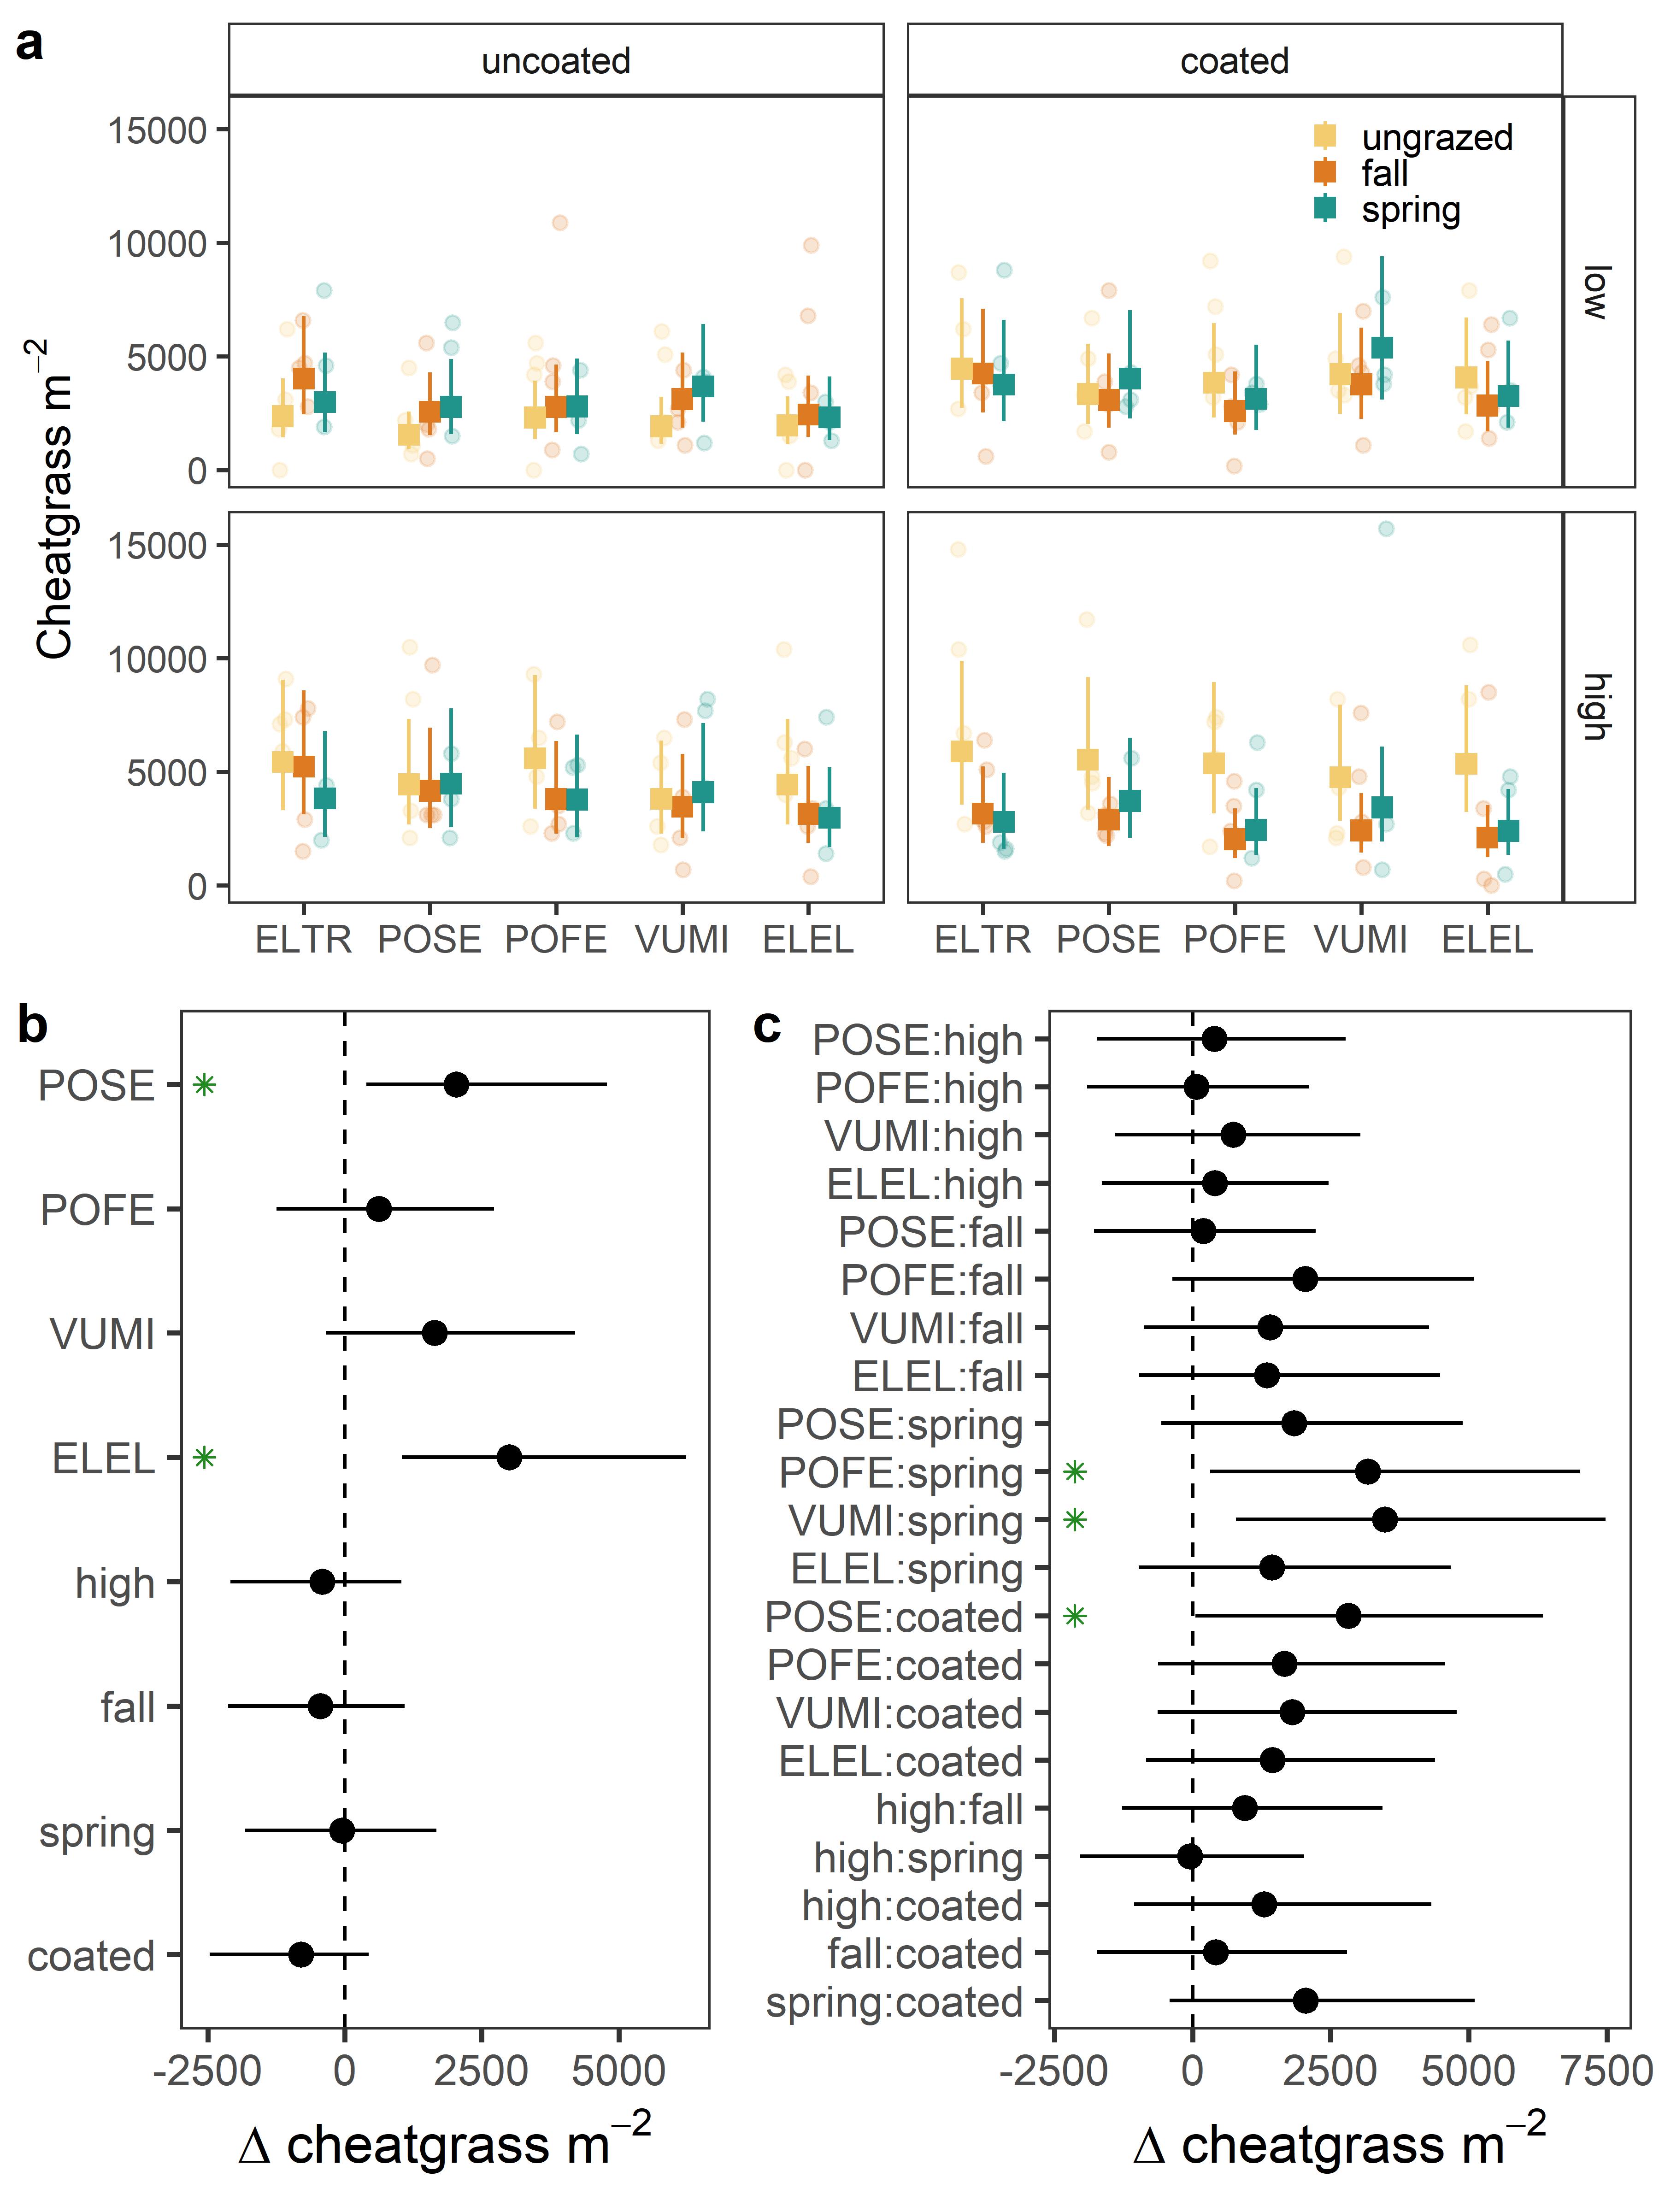 a
uncoated
coated
15000
10000
5000
0
ungrazed
fall
spring
low
Cheatgrass m−2
15000
10000
5000
0
high
ELTR POSE POFE VUMI ELEL
ELTR POSE POFE VUMI ELEL
b
POSE *
POFE
VUMI
ELEL *
high
fall
spring
coated
-2500 0 2500 5000
Δ cheatgrass m−2
c
POSE:high
POFE:high
VUMI:high
ELEL:high
POSE:fall
POFE:fall
VUMI:fall
ELEL:fall
POSE:spring
POFE:spring *
VUMI:spring *
ELEL:spring
POSE:coated *
POFE:coated
VUMI:coated
ELEL:coated
high:fall
high:spring
high:coated
fall:coated
spring:coated
-2500 0 2500 5000 7500
Δ cheatgrass m−2